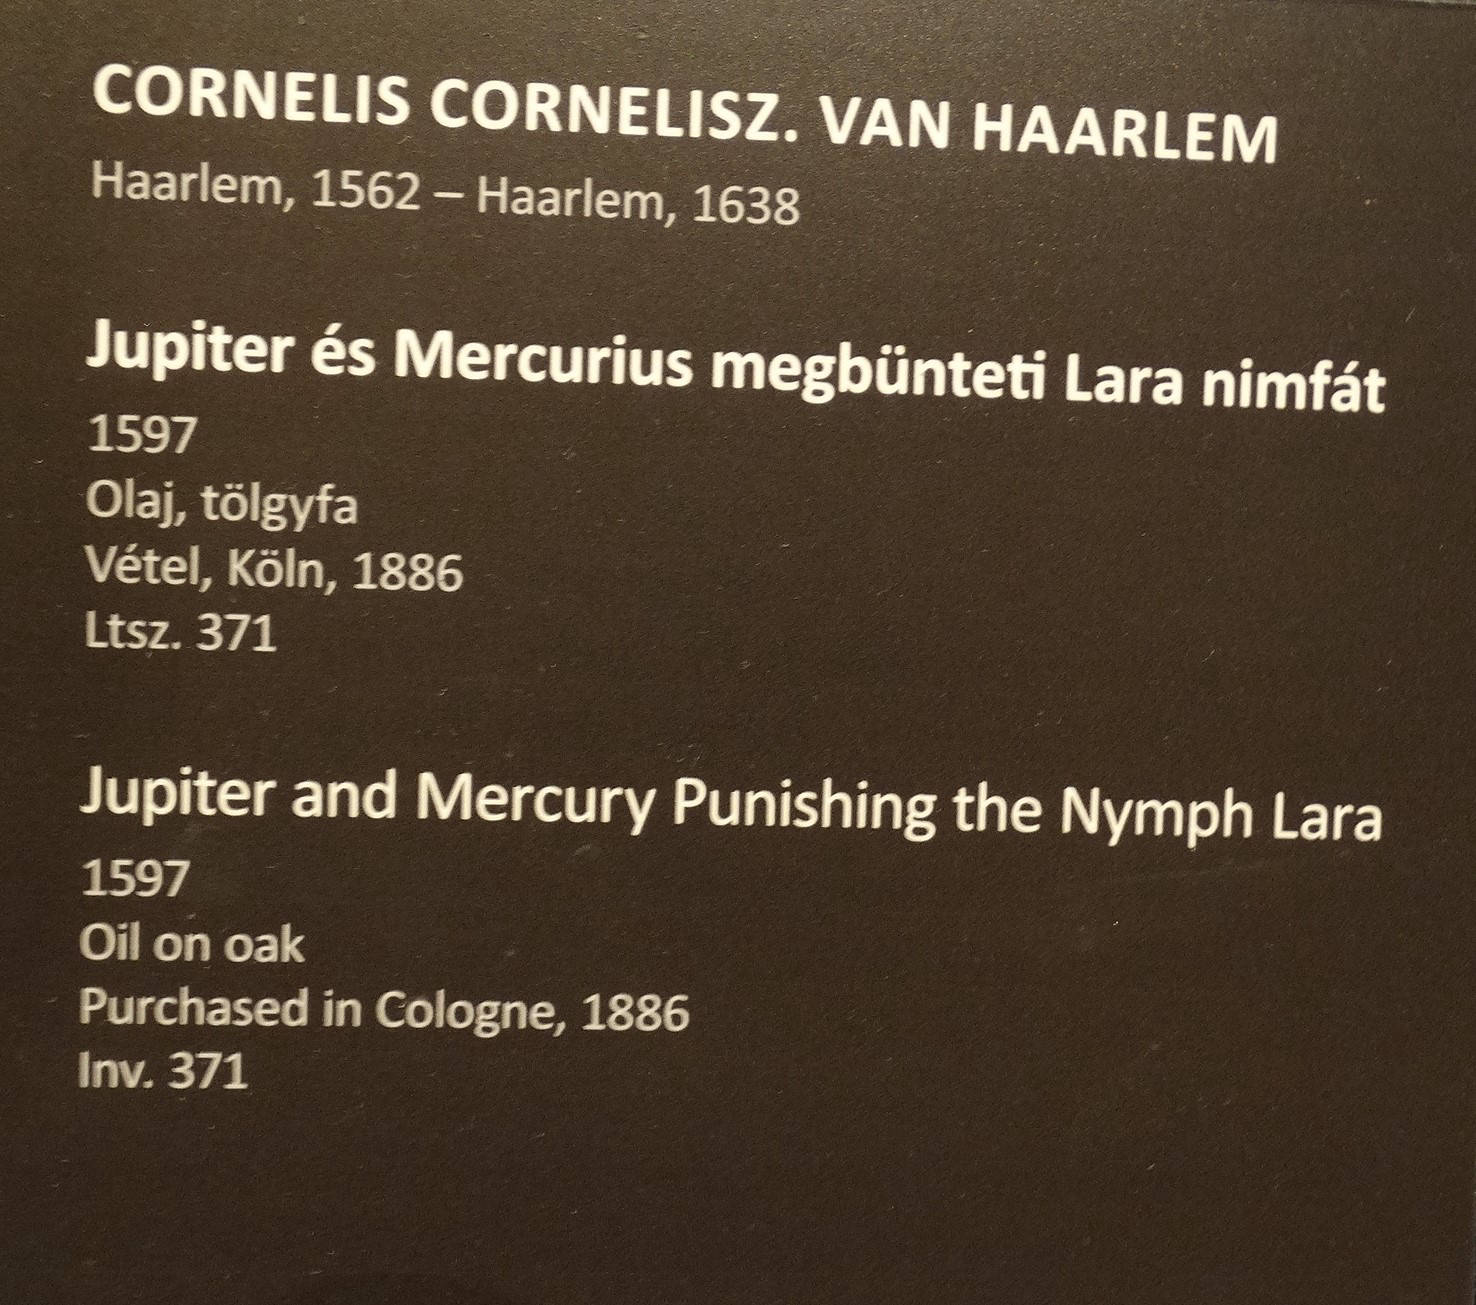 CORNELIS CORNELISZ. VAN HAARLEM
Haarlem, 1562 – Haarlem, 1638
Jupiter és Mercurius megbünteti Lara nimfát
1597
Olaj, tölgyfa
Vétel, Köln, 1886
Ltsz. 371
Jupiter and Mercury Punishing the Nymph Lara
1597
Oil on oak
Purchased in Cologne, 1886
Inv. 371